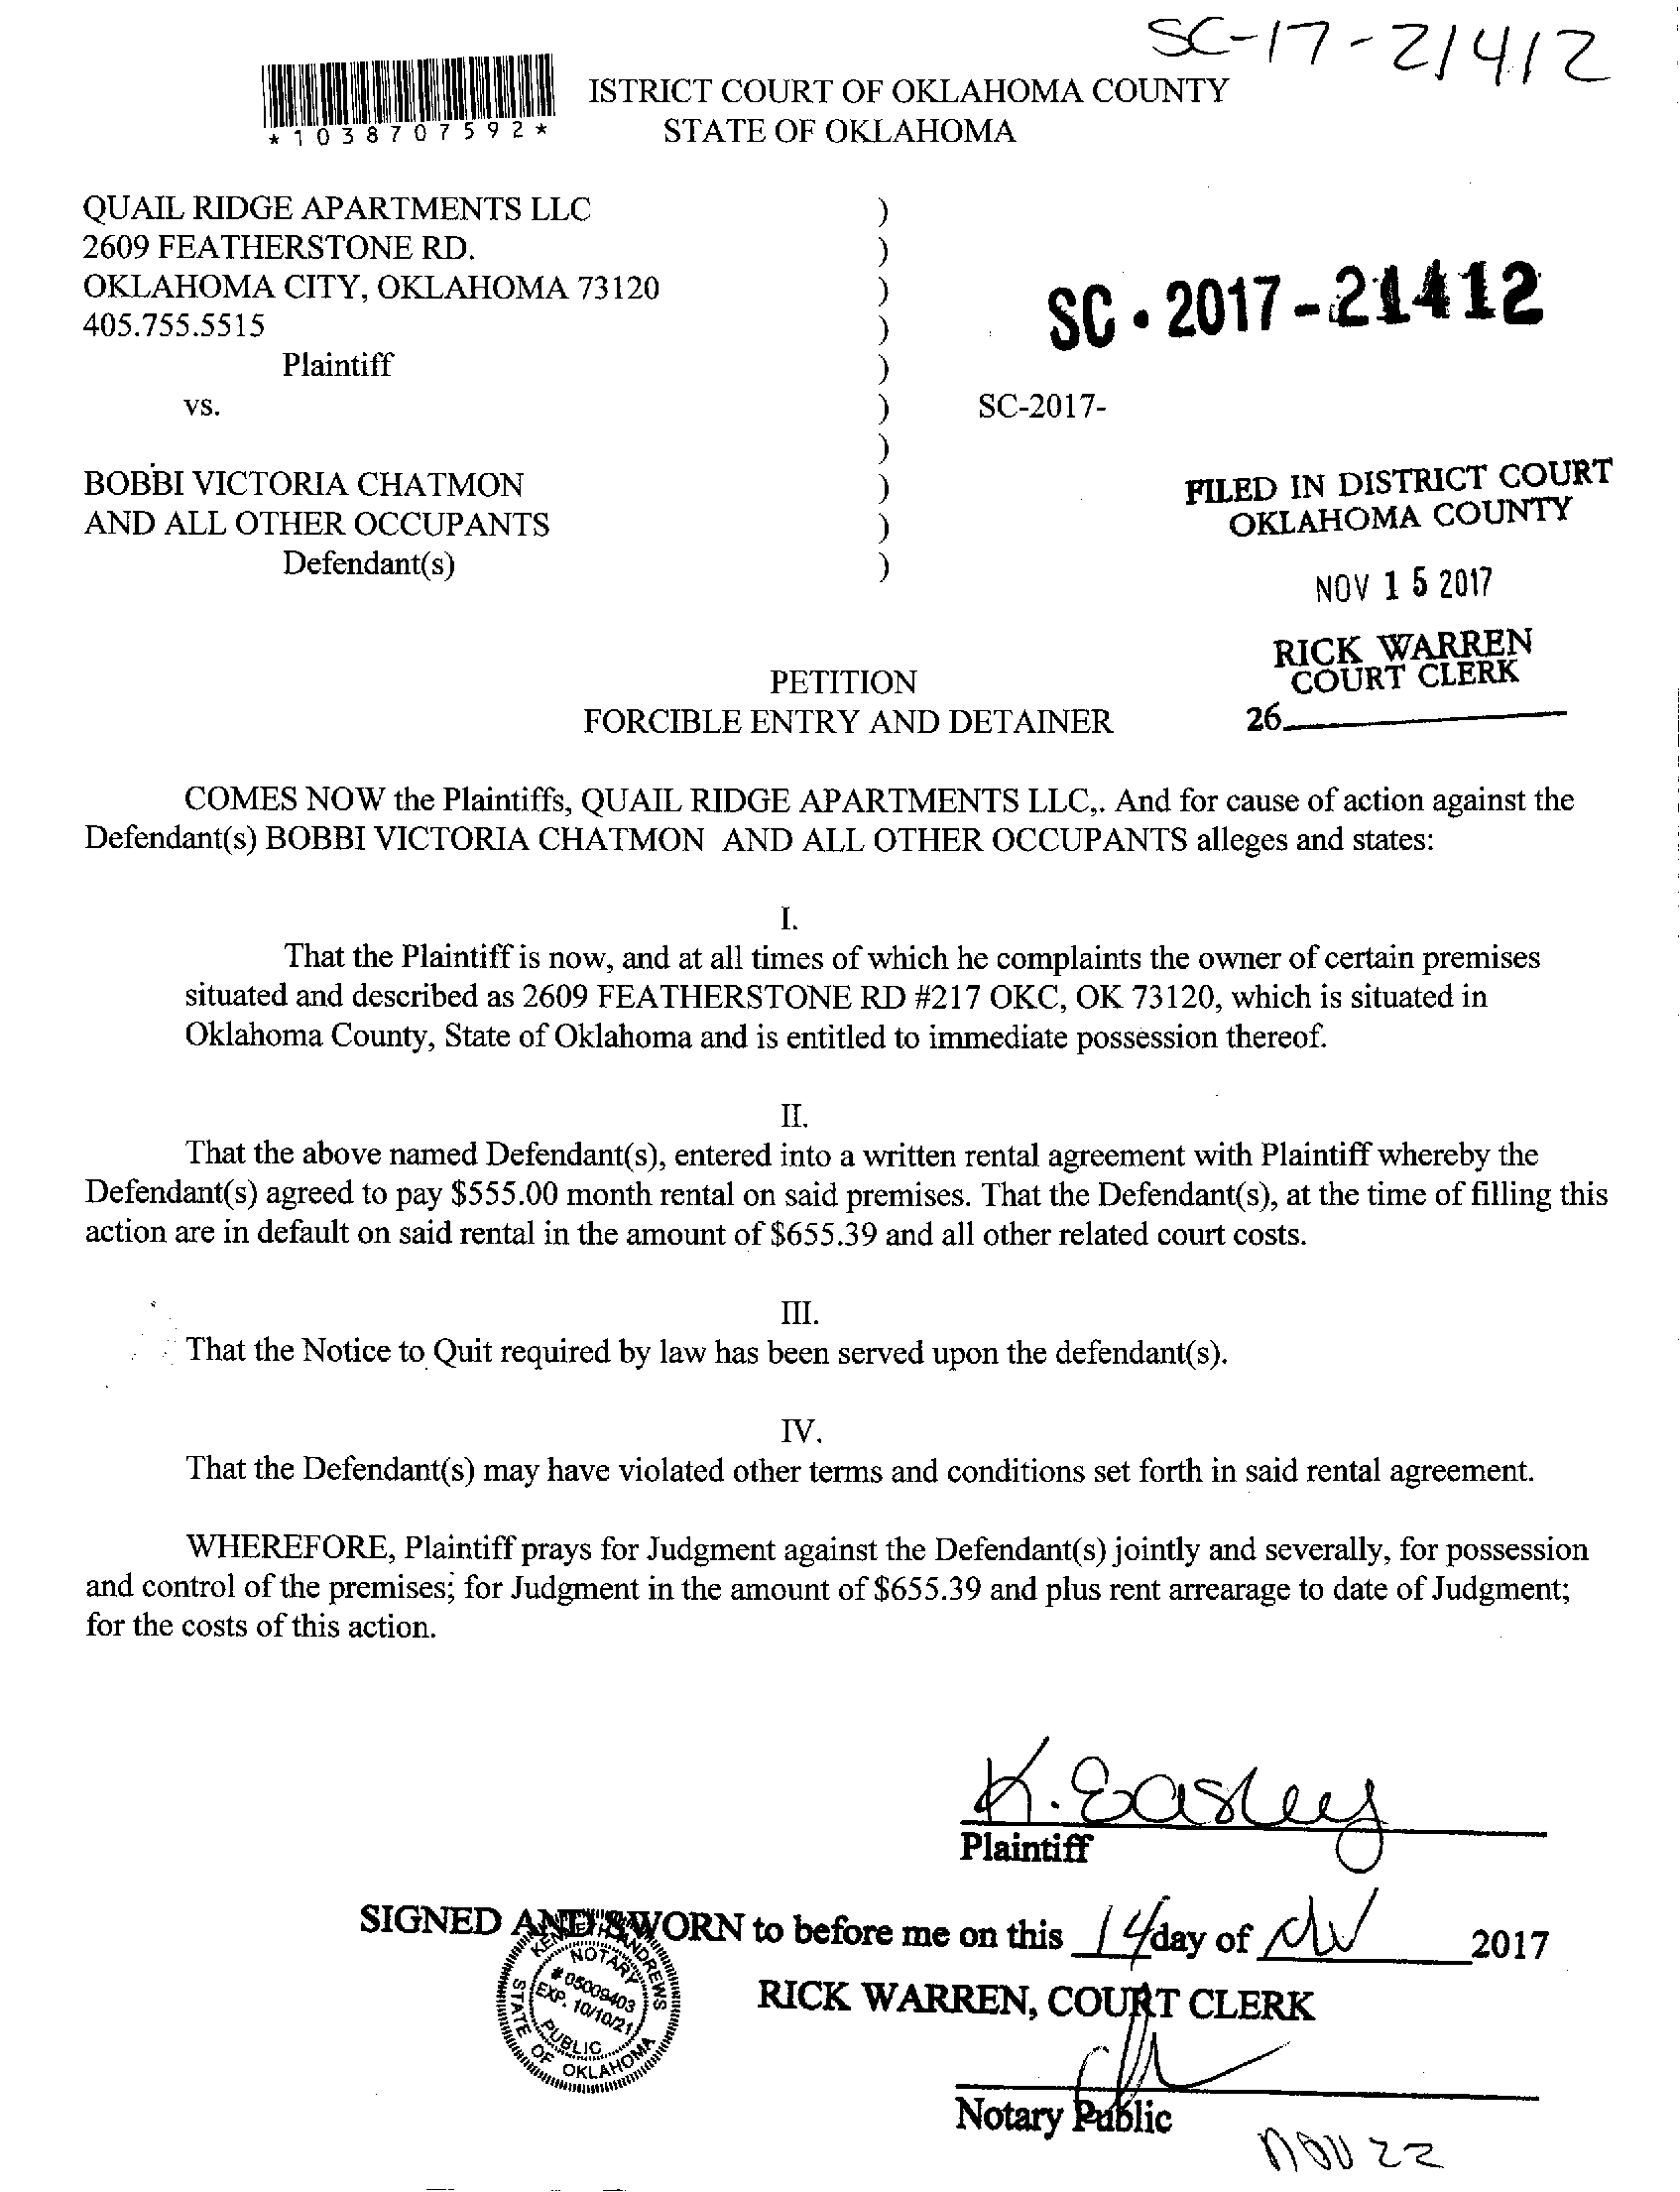 SC-17-21412
*1038707592*
ISTRICT COURT OF OKLAHOMA COUNTY
STATE OF OKLAHOMA
QUAIL RIDGE APARTMENTS LLC )
2609 FEATHERSTONE RD. )
OKLAHOMA CITY, OKLAHOMA 73120 )
405.755.5515 )
SC • 2017-21412
Plaintiff )
vs. ) SC-2017-
)
BOBBI VICTORIA CHATMON )
AND ALL OTHER OCCUPANTS )
Defendant(s) )
FILED IN DISTRICT COURT
OKLAHOMA COUNTY
NOV 15 2017
RICK WARREN
COURT CLERK
26
PETITION
FORCIBLE ENTRY AND DETAINER
COMES NOW the Plaintiffs, QUAIL RIDGE APARTMENTS LLC,. And for cause of action against the
Defendant(s) BOBBI VICTORIA CHATMON AND ALL OTHER OCCUPANTS alleges and states:
I.
That the Plaintiff is now, and at all times of which he complaints the owner of certain premises
situated and described as 2609 FEATHERSTONE RD #217 OKC, OK 73120, which is situated in
Oklahoma County, State of Oklahoma and is entitled to immediate possession thereof.
II.
That the above named Defendant(s), entered into a written rental agreement with Plaintiff whereby the
Defendant(s) agreed to pay $555.00 month rental on said premises. That the Defendant(s), at the time of filling this
action are in default on said rental in the amount of $655.39 and all other related court costs.
III.
That the Notice to Quit required by law has been served upon the defendant(s).
IV.
That the Defendant(s) may have violated other terms and conditions set forth in said rental agreement.
WHEREFORE, Plaintiff prays for Judgment against the Defendant(s) jointly and severally, for possession
and control of the premises; for Judgment in the amount of $655.39 and plus rent arrearage to date of Judgment;
for the costs of this action.
K. Easley
Plaintiff
SIGNED AND SWORN to before me on this 14 day of NOV 2017
RICK WARREN, COURT CLERK
ANDREWS
NOTARY
# 05009403
EXP. 10/10/21
PUBLIC
STATE OF OKLAHOMA
Notary Public
NOV 22